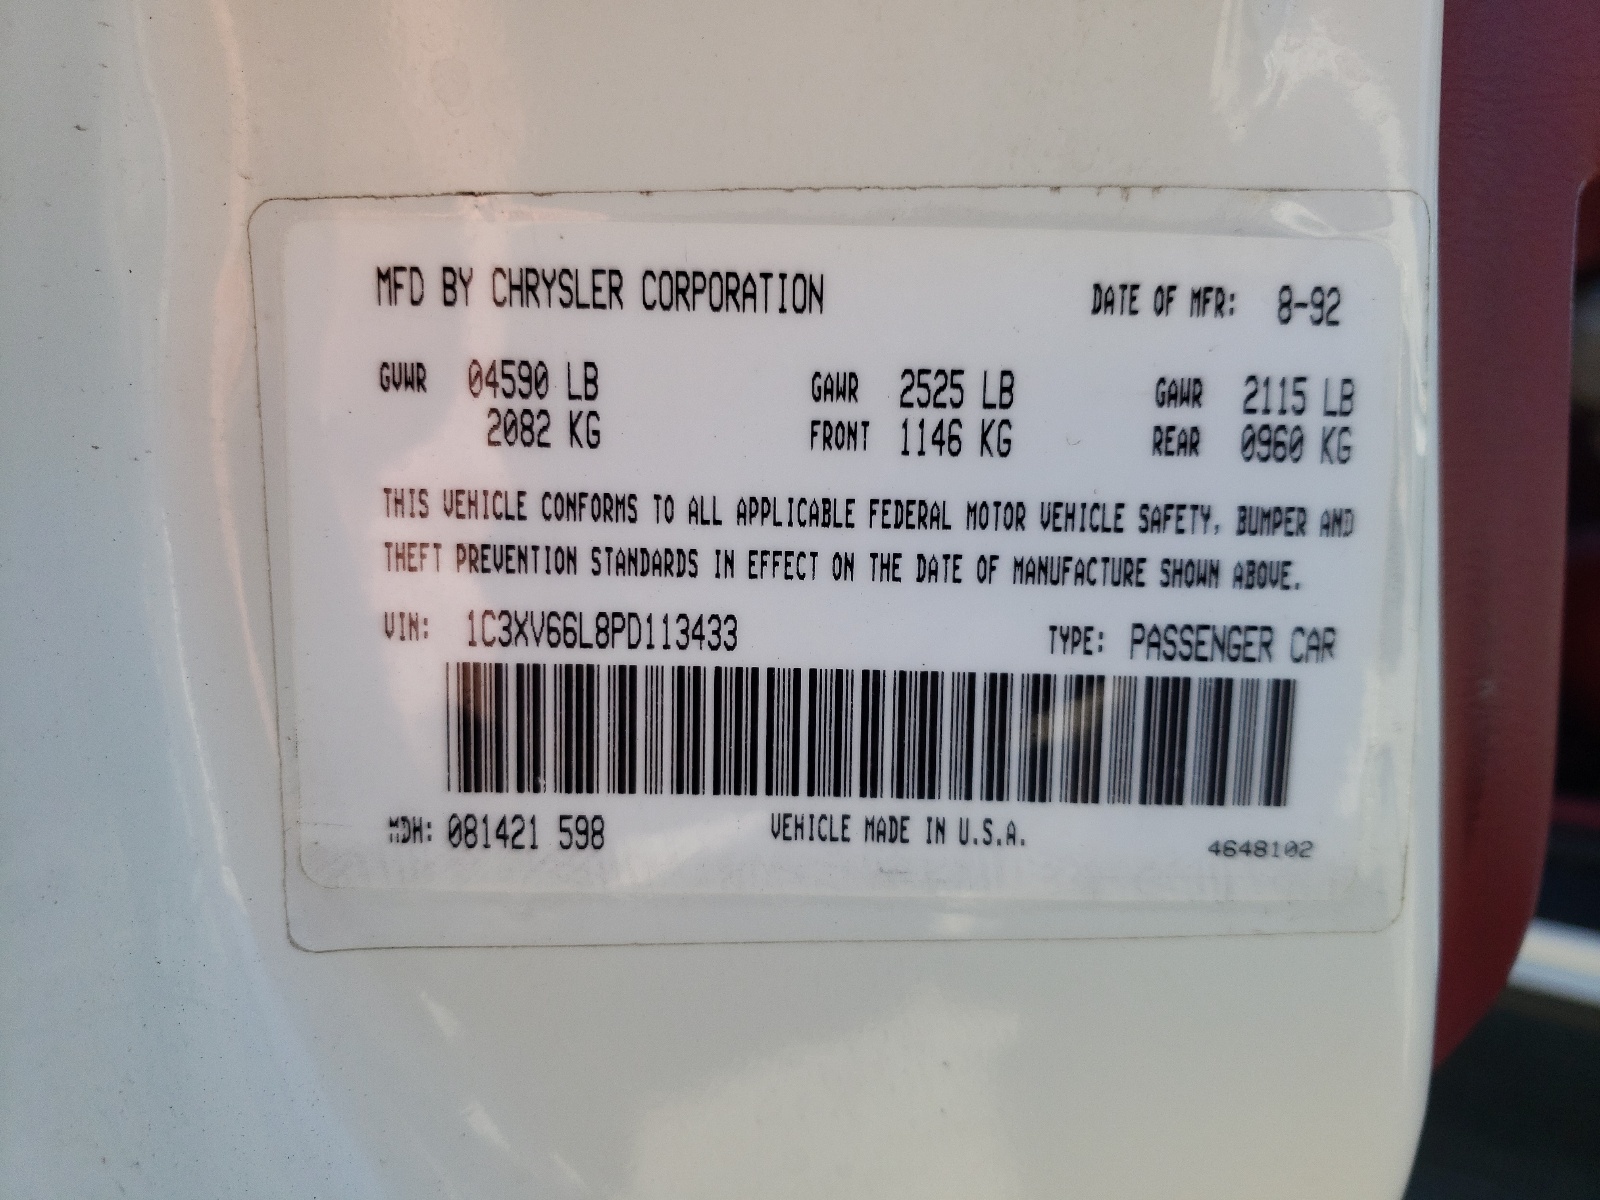 MFD BY CHRYSLER CORPORATION DATE OF MFR: 8-92
GVWR 04590 LB GAWR 2525 LB GAWR 2115 LB
2082 KG FRONT 1146 KG REAR 0960 KG
THIS VEHICLE CONFORMS TO ALL APPLICABLE FEDERAL MOTOR VEHICLE SAFETY, BUMPER AND
THEFT PREVENTION STANDARDS IN EFFECT ON THE DATE OF MANUFACTURE SHOWN ABOVE.
VIN: 1C3XV66L8PD113433 TYPE: PASSENGER CAR
MDH: 081421 598 VEHICLE MADE IN U.S.A. 4648102